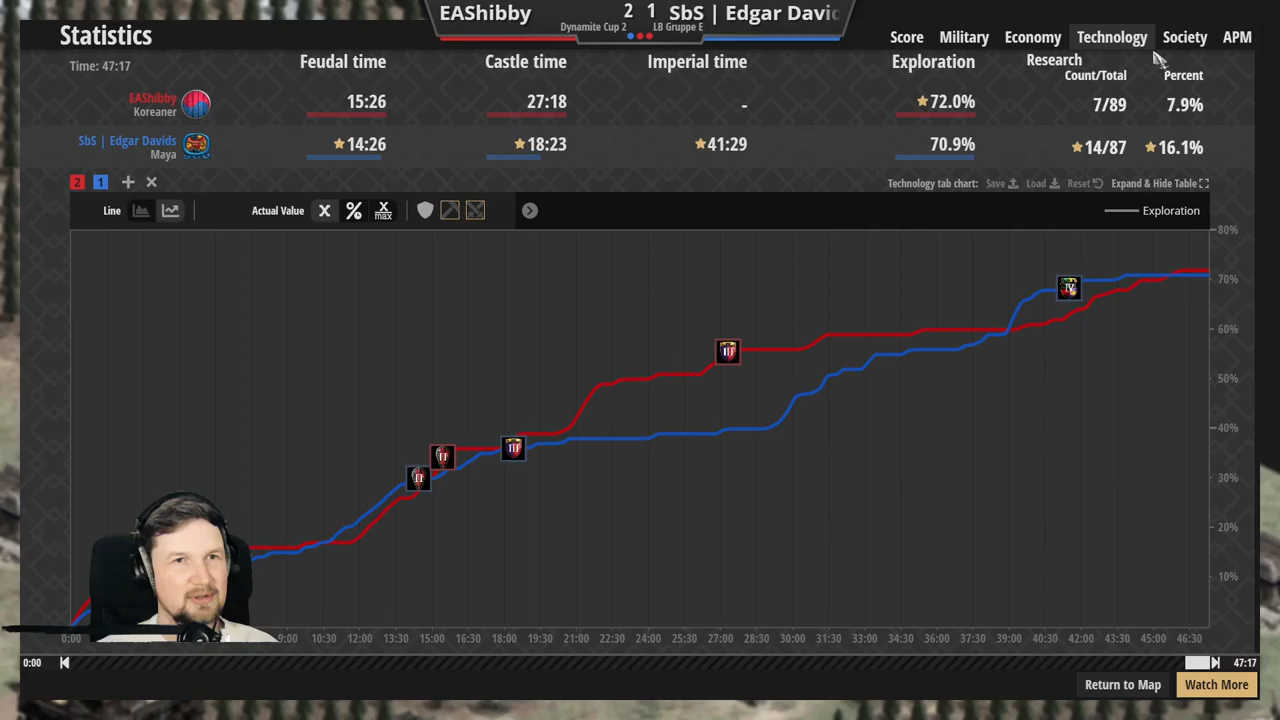 EAShibby 2 1 SbS | Edgar Davic
Dynamite Cup 2 LB Gruppe E
Statistics
Score Military Economy Technology Society APM
Time: 47:17
Feudal time Castle time Imperial time Exploration Research
Count/Total Percent
EAShibby
Koreaner
15:26 27:18 - 72.0% 7/89 7.9%
SbS | Edgar Davids
Maya
14:26 18:23 41:29 70.9% 14/87 16.1%
2 1
Technology tab chart: Save Load Reset Expand & Hide Table
Line Actual Value X % X max Exploration
80%
70%
60%
50%
40%
30%
20%
10%
II II III III IV
0:00 9:00 10:30 12:00 13:30 15:00 16:30 18:00 19:30 21:00 22:30 24:00 25:30 27:00 28:30 30:00 31:30 33:00 34:30 36:00 37:30 39:00 40:30 42:00 43:30 45:00 46:30
0:00 47:17
Return to Map Watch More